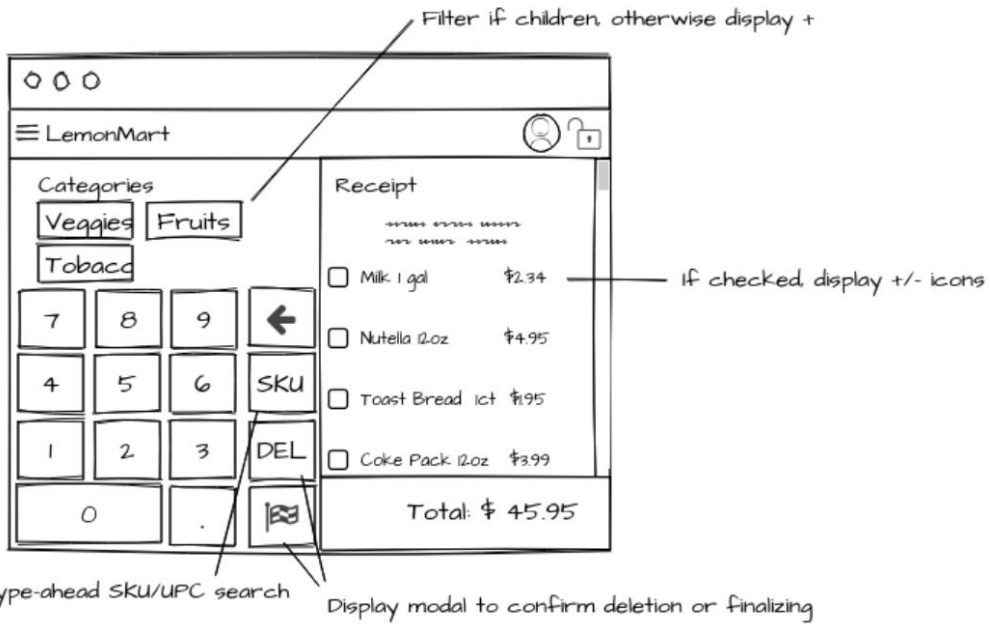 Filter if children, otherwise display +
LemonMart
Categories
Veggies Fruits
Tobacc
Receipt
Milk 1 gal $2.34
If checked, display +/- icons
Nutella 12oz $4.95
Toast Bread 1ct $1.95
Coke Pack 12oz $3.99
7 8 9
4 5 6 SKU
1 2 3 DEL
0 .
Total: $ 45.95
ype-ahead SKU/UPC search
Display modal to confirm deletion or finalizing